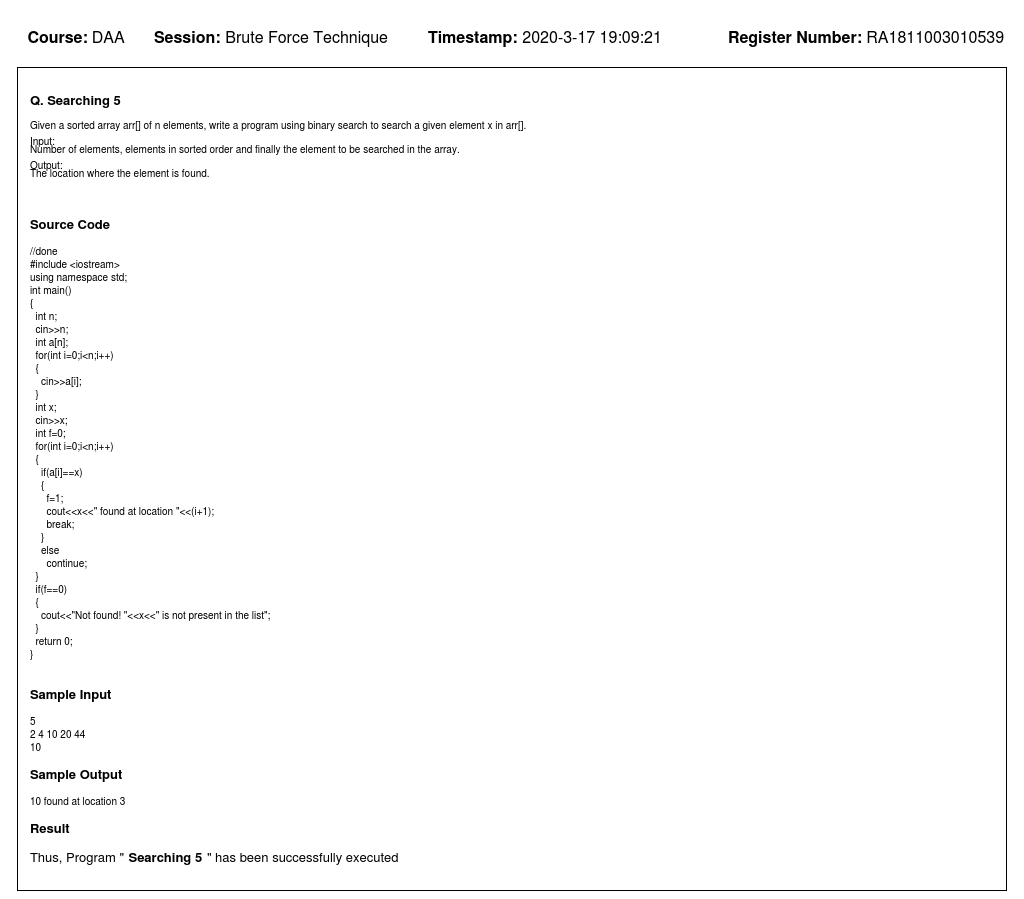 Course: DAA Session: Brute Force Technique Timestamp: 2020-3-17 19:09:21 Register Number: RA1811003010539
Q. Searching 5
Given a sorted array arr[] of n elements, write a program using binary search to search a given element x in arr[].
Input:
Number of elements, elements in sorted order and finally the element to be searched in the array.
Output:
The location where the element is found.
Source Code
//done
#include <iostream>
using namespace std;
int main()
{
  int n;
  cin>>n;
  int a[n];
  for(int i=0;i<n;i++)
  {
    cin>>a[i];
  }
  int x;
  cin>>x;
  int f=0;
  for(int i=0;i<n;i++)
  {
    if(a[i]==x)
    {
      f=1;
      cout<<x<<" found at location "<<(i+1);
      break;
    }
    else
      continue;
  }
  if(f==0)
  {
    cout<<"Not found! "<<x<<" is not present in the list";
  }
  return 0;
}
Sample Input
5
2 4 10 20 44
10
Sample Output
10 found at location 3
Result
Thus, Program " Searching 5 " has been successfully executed